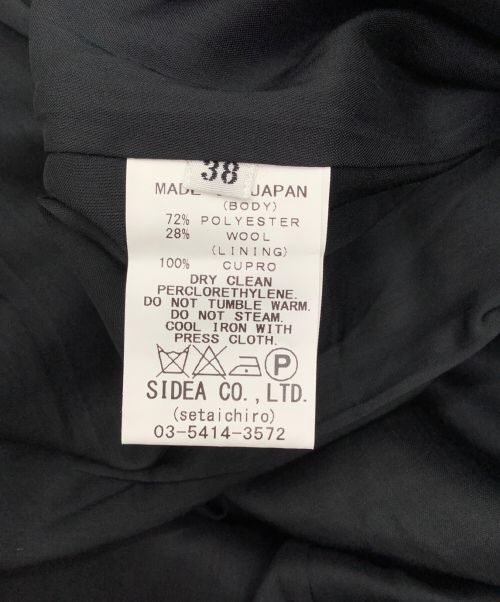 38
MADE JAPAN
(BODY)
72% POLYESTER
28% WOOL
(LINING)
100% CUPRO
DRY CLEAN
PERCLORETHYLENE.
DO NOT TUMBLE WARM.
DO NOT STEAM.
COOL IRON WITH
PRESS CLOTH.
P
SIDEA CO.,LTD.
(setaichiro)
03-5414-3572